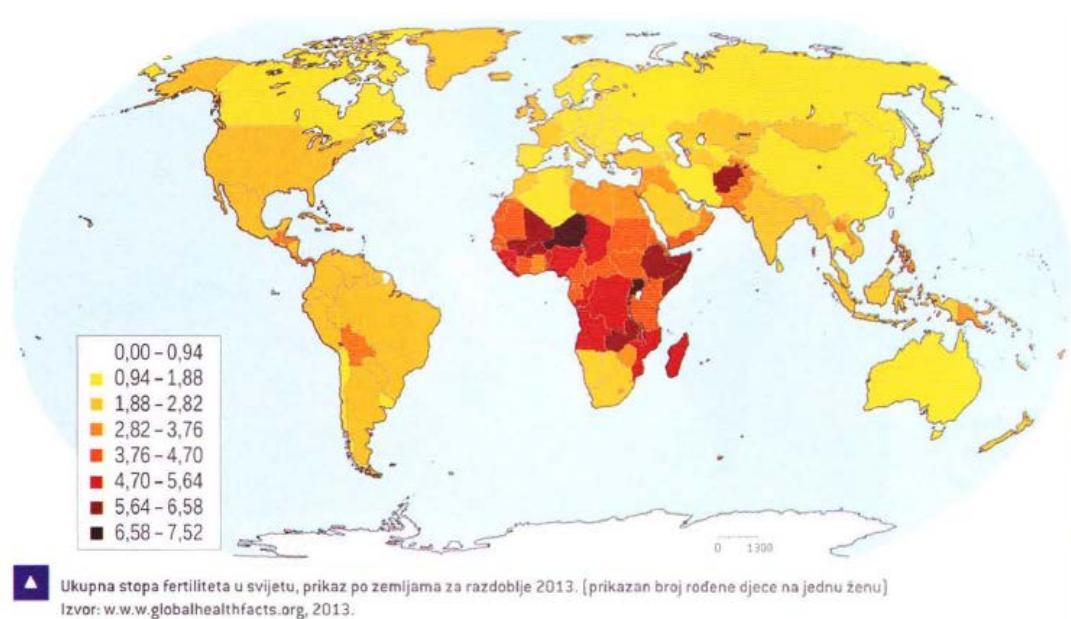 0,00 – 0,94
0,94 – 1,88
1,88 – 2,82
2,82 – 3,76
3,76 – 4,70
4,70 – 5,64
5,64 – 6,58
6,58 – 7,52
0 1300
Ukupna stopa fertiliteta u svijetu, prikaz po zemljama za razdoblje 2013. (prikazan broj rođene djece na jednu ženu)
Izvor: w.w.w.globalhealthfacts.org, 2013.